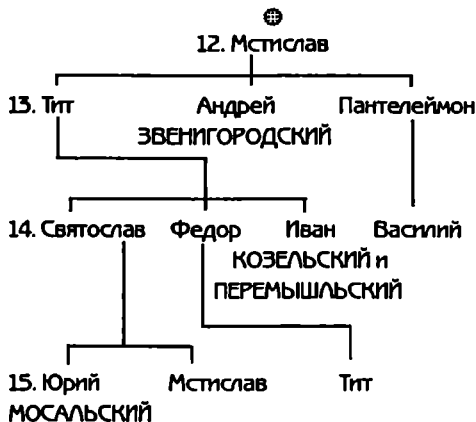 12. Мстислав
13. Тит Андрей Пантелеймон
ЗВЕНИГОРОДСКИЙ
14. Святослав Федор Иван Василий
КОЗЕЛЬСКИЙ и
ПЕРЕМЫШЛЬСКИЙ
15. Юрий Мстислав Тит
МОСАЛЬСКИЙ